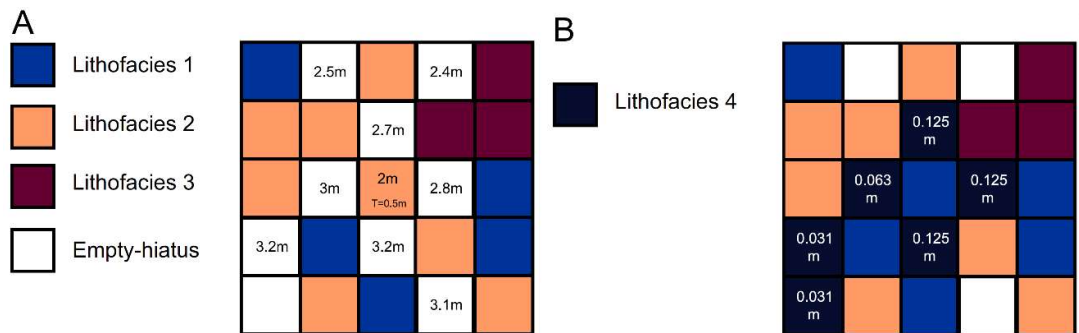 A
B
Lithofacies 1
Lithofacies 2
Lithofacies 3
Empty-hiatus
2.5m
2.4m
2.7m
3m
2m
T=0.5m
2.8m
3.2m
3.2m
3.1m
Lithofacies 4
0.125
m
0.063
m
0.125
m
0.031
m
0.125
m
0.031
m